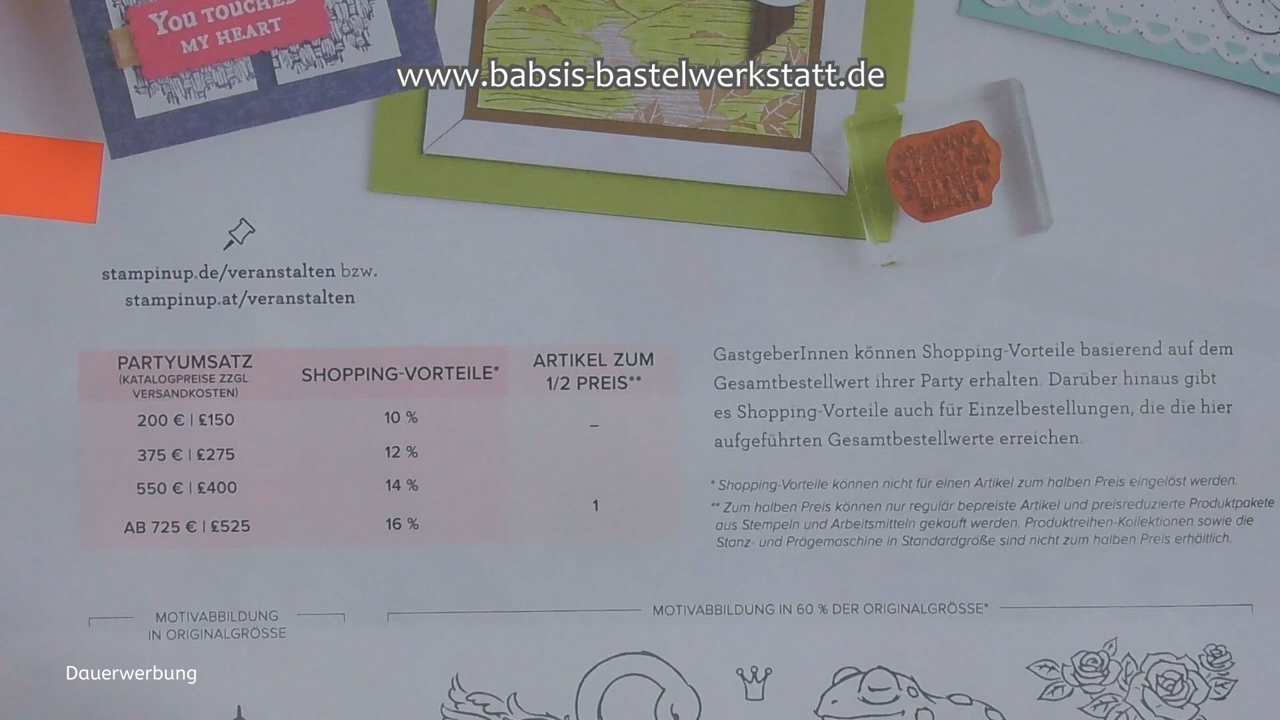 You TOUCHED
MY HEART
www.babsis-bastelwerkstatt.de
stampinup.de/veranstalten bzw.
stampinup.at/veranstalten
PARTYUMSATZ
(KATALOGPREISE ZZGL.
VERSANDKOSTEN)
SHOPPING-VORTEILE*
ARTIKEL ZUM
1/2 PREIS**
200 € | £150
10 %
–
375 € | £275
12 %
550 € | £400
14 %
1
AB 725 € | £525
16 %
GastgeberInnen können Shopping-Vorteile basierend auf dem
Gesamtbestellwert ihrer Party erhalten. Darüber hinaus gibt
es Shopping-Vorteile auch für Einzelbestellungen, die die hier
aufgeführten Gesamtbestellwerte erreichen.
* Shopping-Vorteile können nicht für einen Artikel zum halben Preis eingelöst werden.
** Zum halben Preis können nur regulär bepreiste Artikel und preisreduzierte Produktpakete
aus Stempeln und Arbeitsmitteln gekauft werden. Produktreihen-Kollektionen sowie die
Stanz- und Prägemaschine in Standardgröße sind nicht zum halben Preis erhältlich.
MOTIVABBILDUNG
IN ORIGINALGRÖSSE
MOTIVABBILDUNG IN 60 % DER ORIGINALGRÖSSE*
Dauerwerbung